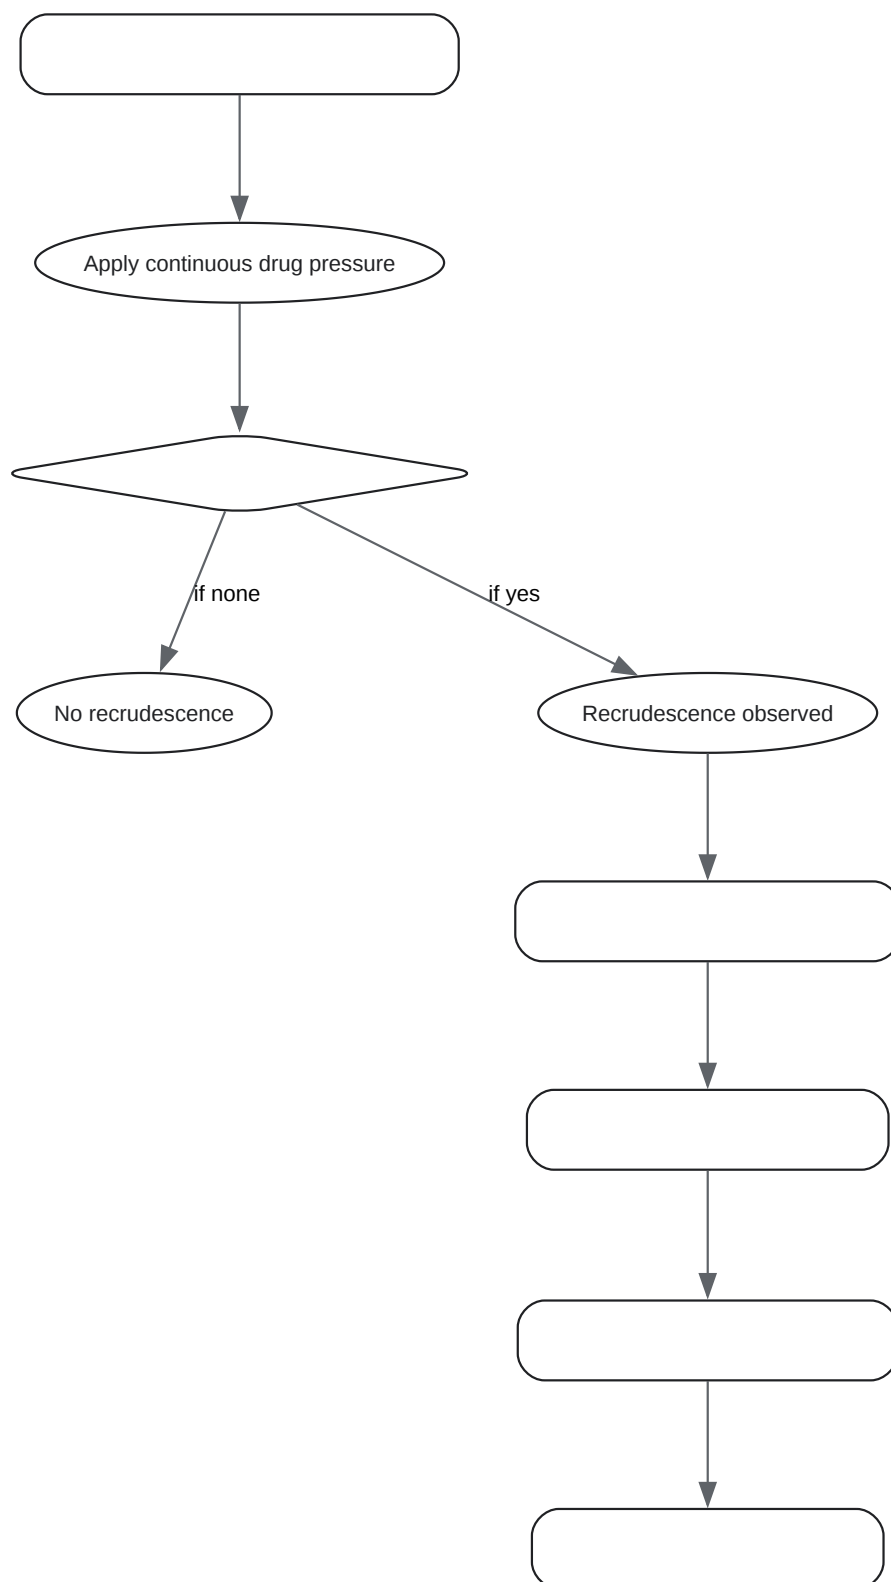 Apply continuous drug pressure
if none
if yes
No recrudescence
Recrudescence observed